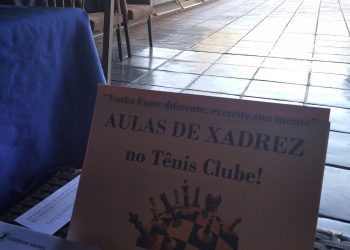 "Venha Fazer diferente, exercite sua mente"
AULAS DE XADREZ
no Tênis Clube!